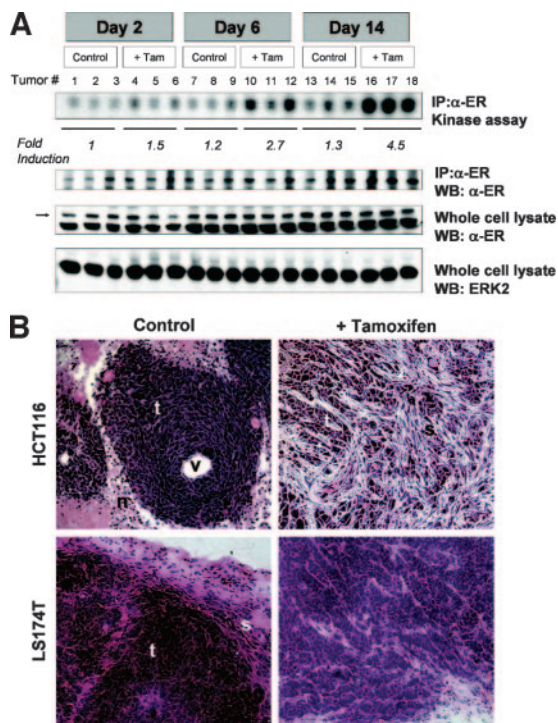 A
Day 2 Day 6 Day 14
Control + Tam Control + Tam Control + Tam
Tumor # 1 2 3 4 5 6 7 8 9 10 11 12 13 14 15 16 17 18
IP:α-ER
Kinase assay
Fold
Induction 1 1.5 1.2 2.7 1.3 4.5
IP:α-ER
WB: α-ER
→ Whole cell lysate
WB: α-ER
Whole cell lysate
WB: ERK2
B
Control + Tamoxifen
HCT116
t
v
n
t
s
LS174T
s
t